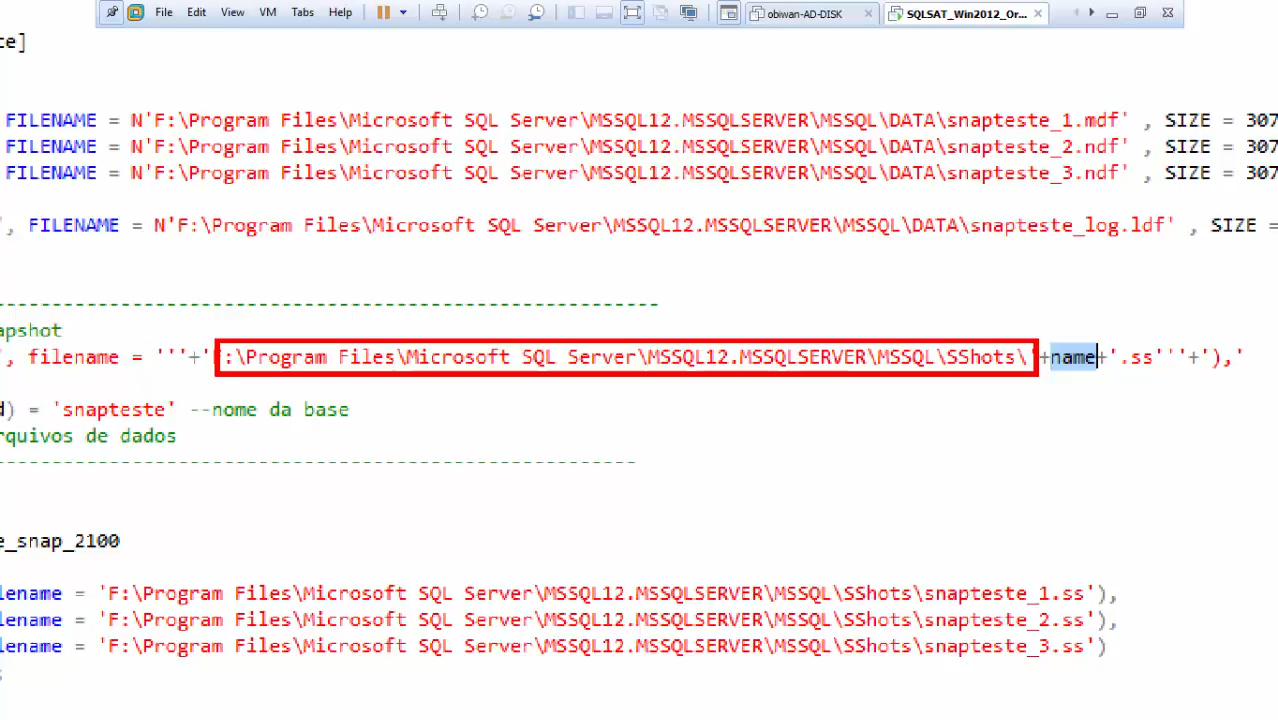 File Edit View VM Tabs Help obiwan-AD-DISK SQLSAT_Win2012_Or...
te]
FILENAME = N'F:\Program Files\Microsoft SQL Server\MSSQL12.MSSQLSERVER\MSSQL\DATA\snapteste_1.mdf' , SIZE = 307
FILENAME = N'F:\Program Files\Microsoft SQL Server\MSSQL12.MSSQLSERVER\MSSQL\DATA\snapteste_2.ndf' , SIZE = 307
FILENAME = N'F:\Program Files\Microsoft SQL Server\MSSQL12.MSSQLSERVER\MSSQL\DATA\snapteste_3.ndf' , SIZE = 307
', FILENAME = N'F:\Program Files\Microsoft SQL Server\MSSQL12.MSSQLSERVER\MSSQL\DATA\snapteste_log.ldf' , SIZE =
---------------------------------------------------------
apshot
', filename = '''+'F:\Program Files\Microsoft SQL Server\MSSQL12.MSSQLSERVER\MSSQL\SShots\'+name+'.ss'''+'),'
d) = 'snapteste' --nome da base
rquivos de dados
-------------------------------------------------------
e_snap_2100
lename = 'F:\Program Files\Microsoft SQL Server\MSSQL12.MSSQLSERVER\MSSQL\SShots\snapteste_1.ss'),
lename = 'F:\Program Files\Microsoft SQL Server\MSSQL12.MSSQLSERVER\MSSQL\SShots\snapteste_2.ss'),
lename = 'F:\Program Files\Microsoft SQL Server\MSSQL12.MSSQLSERVER\MSSQL\SShots\snapteste_3.ss')